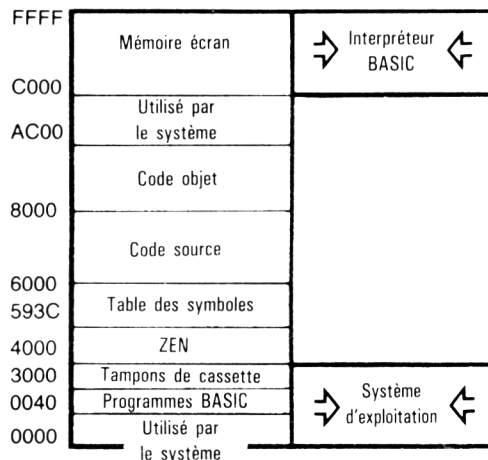 FFFF
Mémoire écran
Interpréteur
BASIC
C000
Utilisé par
le système
AC00
Code objet
8000
Code source
6000
Table des symboles
593C
ZEN
4000
3000
Tampons de cassette
0040
Programmes BASIC
Système
d'exploitation
0000
Utilisé par
le système